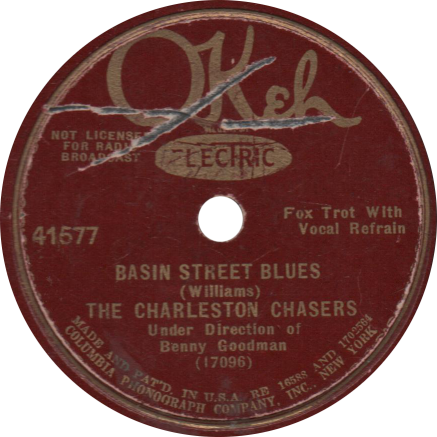 OKeh
ELECTRIC
NOT LICENSED
FOR RADIO
BROADCAST
41577
Fox Trot With
Vocal Refrain
BASIN STREET BLUES
(Williams)
THE CHARLESTON CHASERS
Under Direction of
Benny Goodman
(17096)
MADE AND PAT'D. IN U.S.A. RE 16588 AND 1702564
COLUMBIA PHONOGRAPH COMPANY, INC., NEW YORK